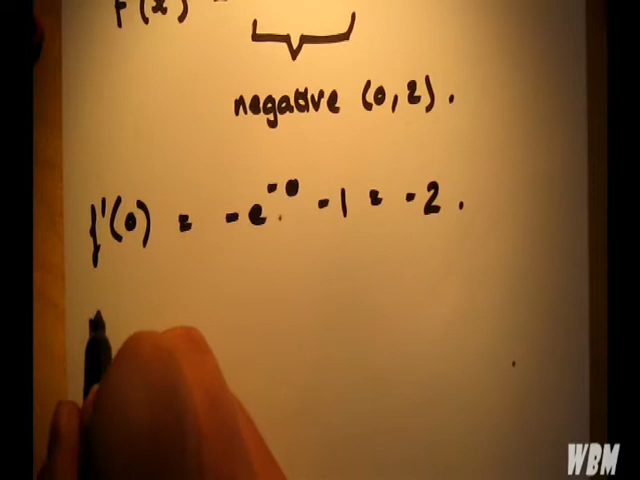 f(x) =
negative (0, 2).
f'(0) = -e^-0 - 1 = -2.
WBM